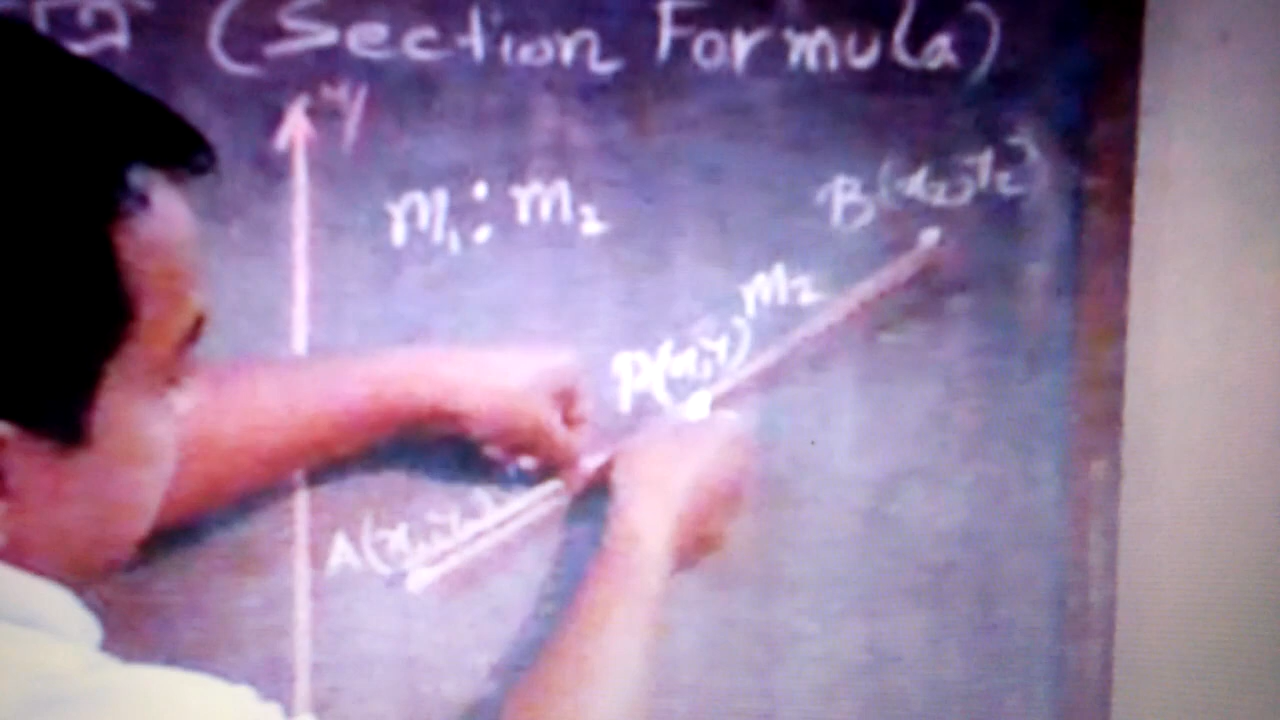 त्र (Section Formula)
y
m₁ : m₂
B(x₂, y₂)
m₂
P(x, y)
A(x₁, y₁)